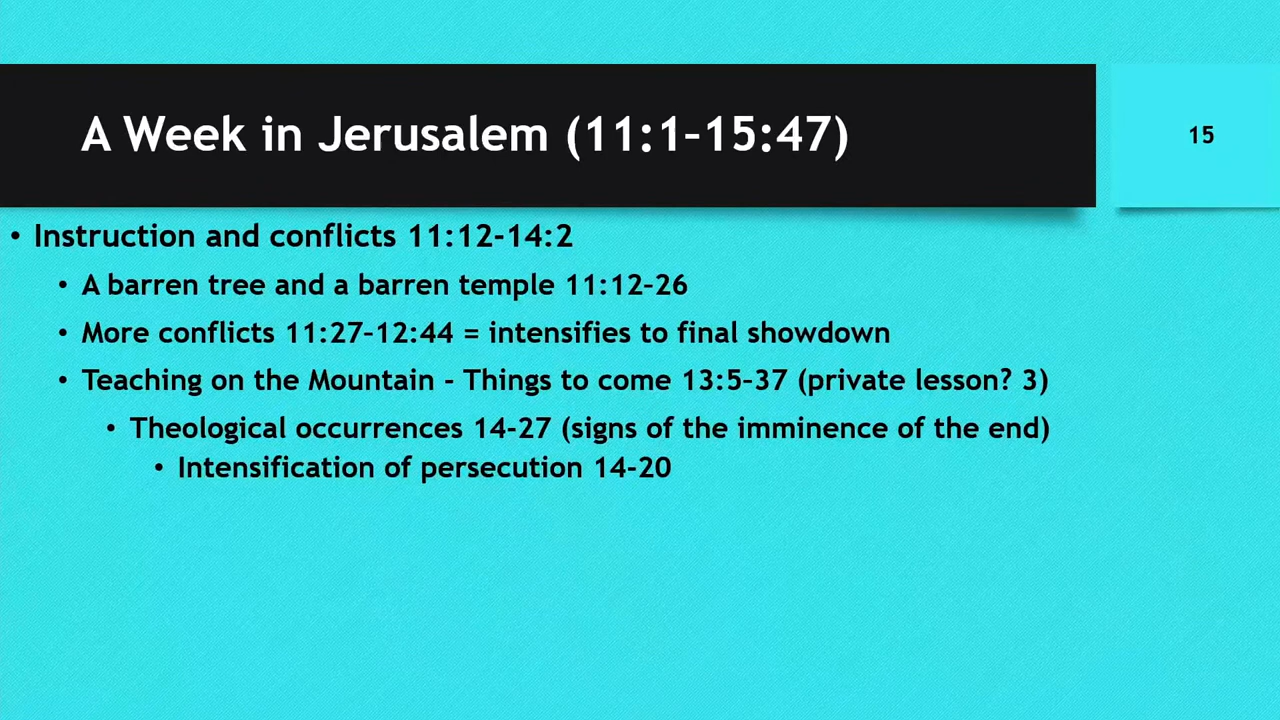 A Week in Jerusalem (11:1–15:47)
15
• Instruction and conflicts 11:12-14:2
• A barren tree and a barren temple 11:12–26
• More conflicts 11:27–12:44 = intensifies to final showdown
• Teaching on the Mountain - Things to come 13:5–37 (private lesson? 3)
• Theological occurrences 14-27 (signs of the imminence of the end)
• Intensification of persecution 14-20